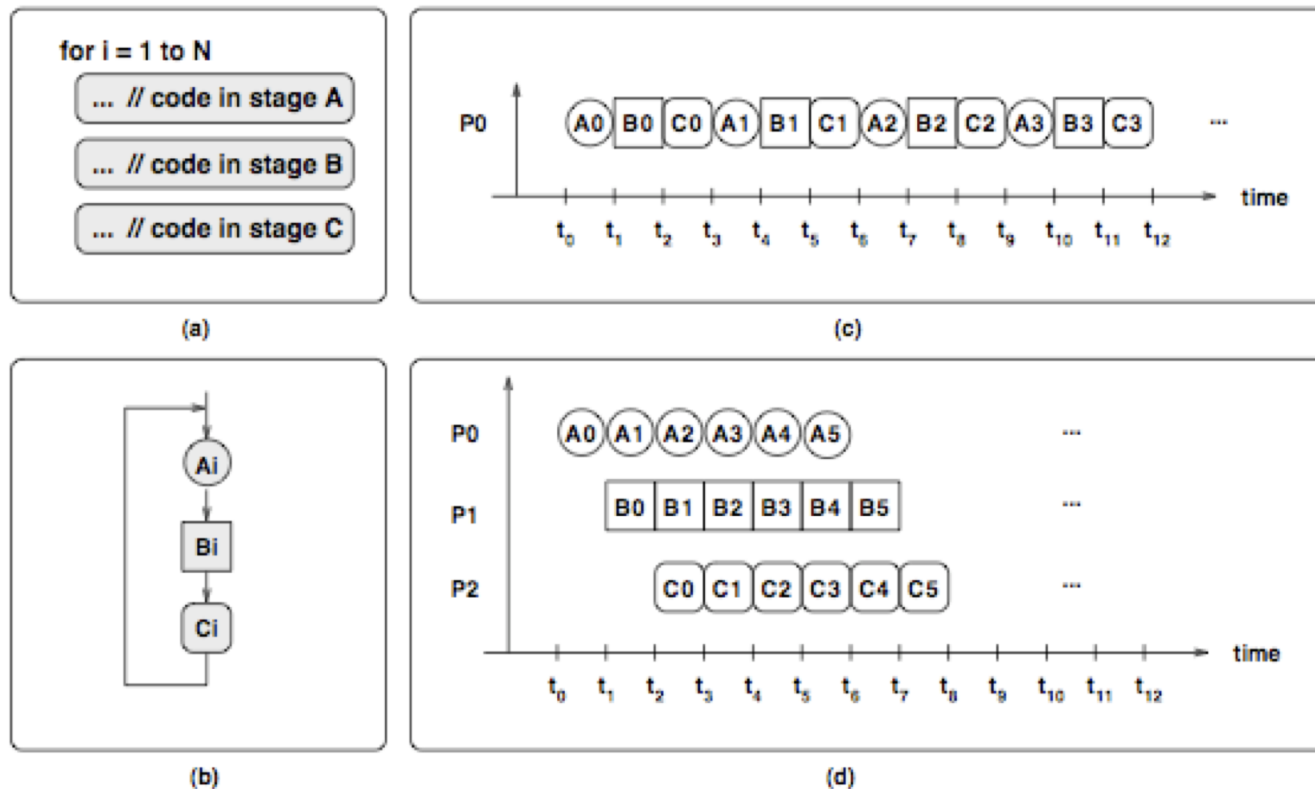 for i = 1 to N
... // code in stage A
... // code in stage B
... // code in stage C
(a)
P0 A0 B0 C0 A1 B1 C1 A2 B2 C2 A3 B3 C3 ...
time
t0 t1 t2 t3 t4 t5 t6 t7 t8 t9 t10 t11 t12
(c)
Ai
Bi
Ci
(b)
P0 A0 A1 A2 A3 A4 A5 ...
P1 B0 B1 B2 B3 B4 B5 ...
P2 C0 C1 C2 C3 C4 C5 ...
time
t0 t1 t2 t3 t4 t5 t6 t7 t8 t9 t10 t11 t12
(d)